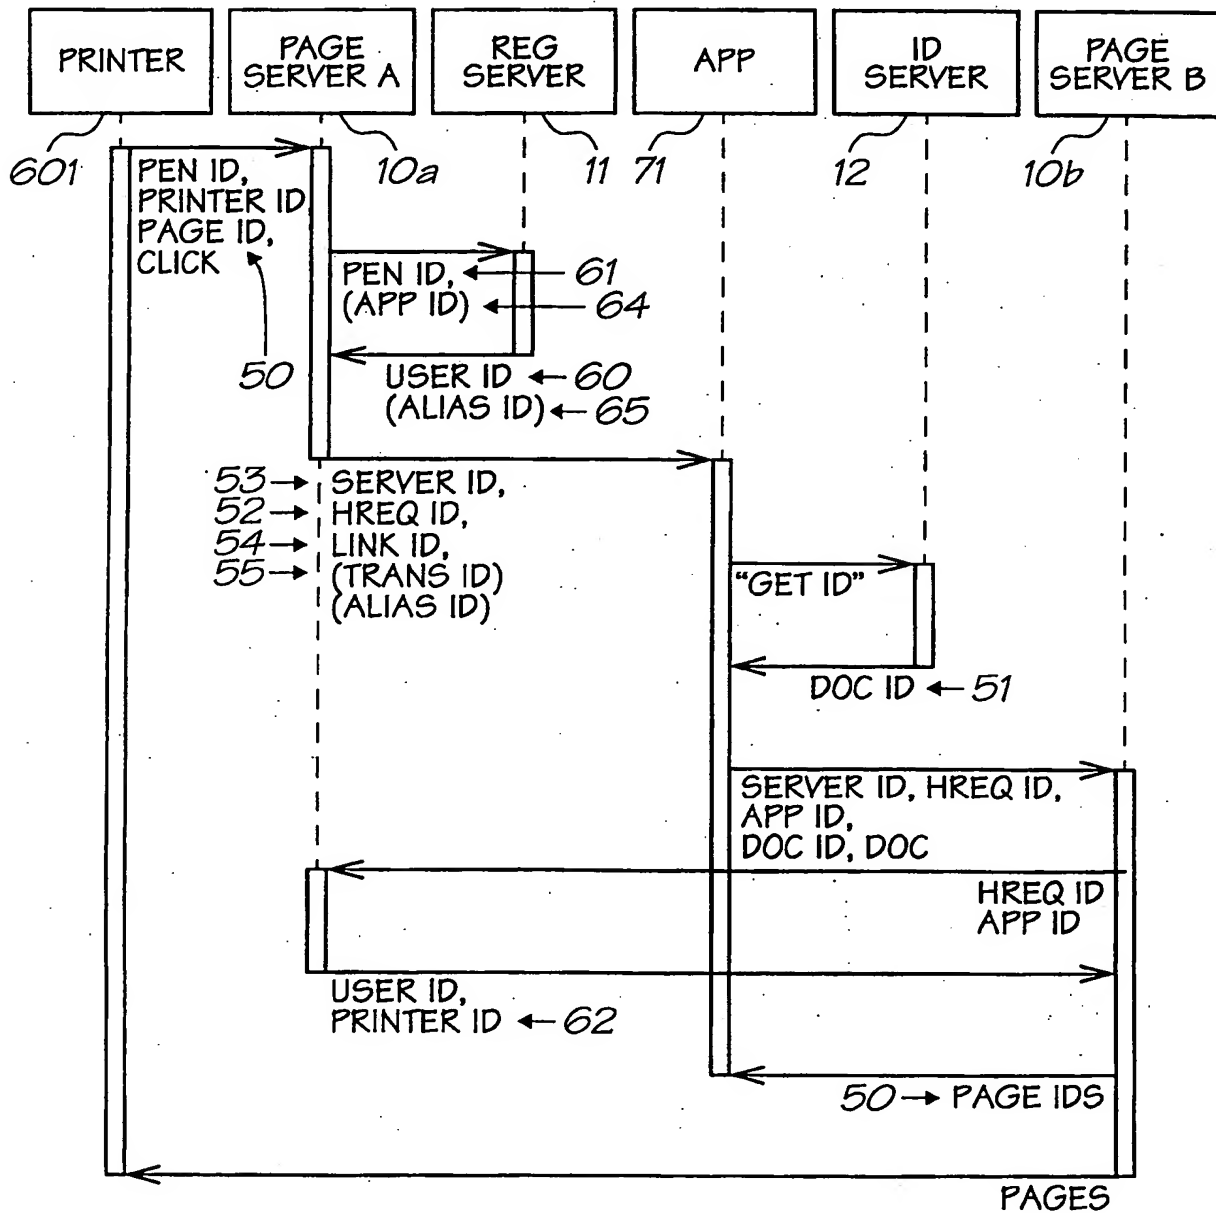 PRINTER
PAGE
SERVER A
REG
SERVER
APP
ID
SERVER
PAGE
SERVER B
601
10a
11
71
12
10b
PEN ID,
PRINTER ID
PAGE ID,
CLICK
50
PEN ID, 61
(APP ID) 64
USER ID 60
(ALIAS ID) 65
53 SERVER ID,
52 HREQ ID,
54 LINK ID,
55 (TRANS ID)
(ALIAS ID)
"GET ID"
DOC ID 51
SERVER ID, HREQ ID,
APP ID,
DOC ID, DOC
HREQ ID
APP ID
USER ID,
PRINTER ID 62
50 PAGE IDS
PAGES